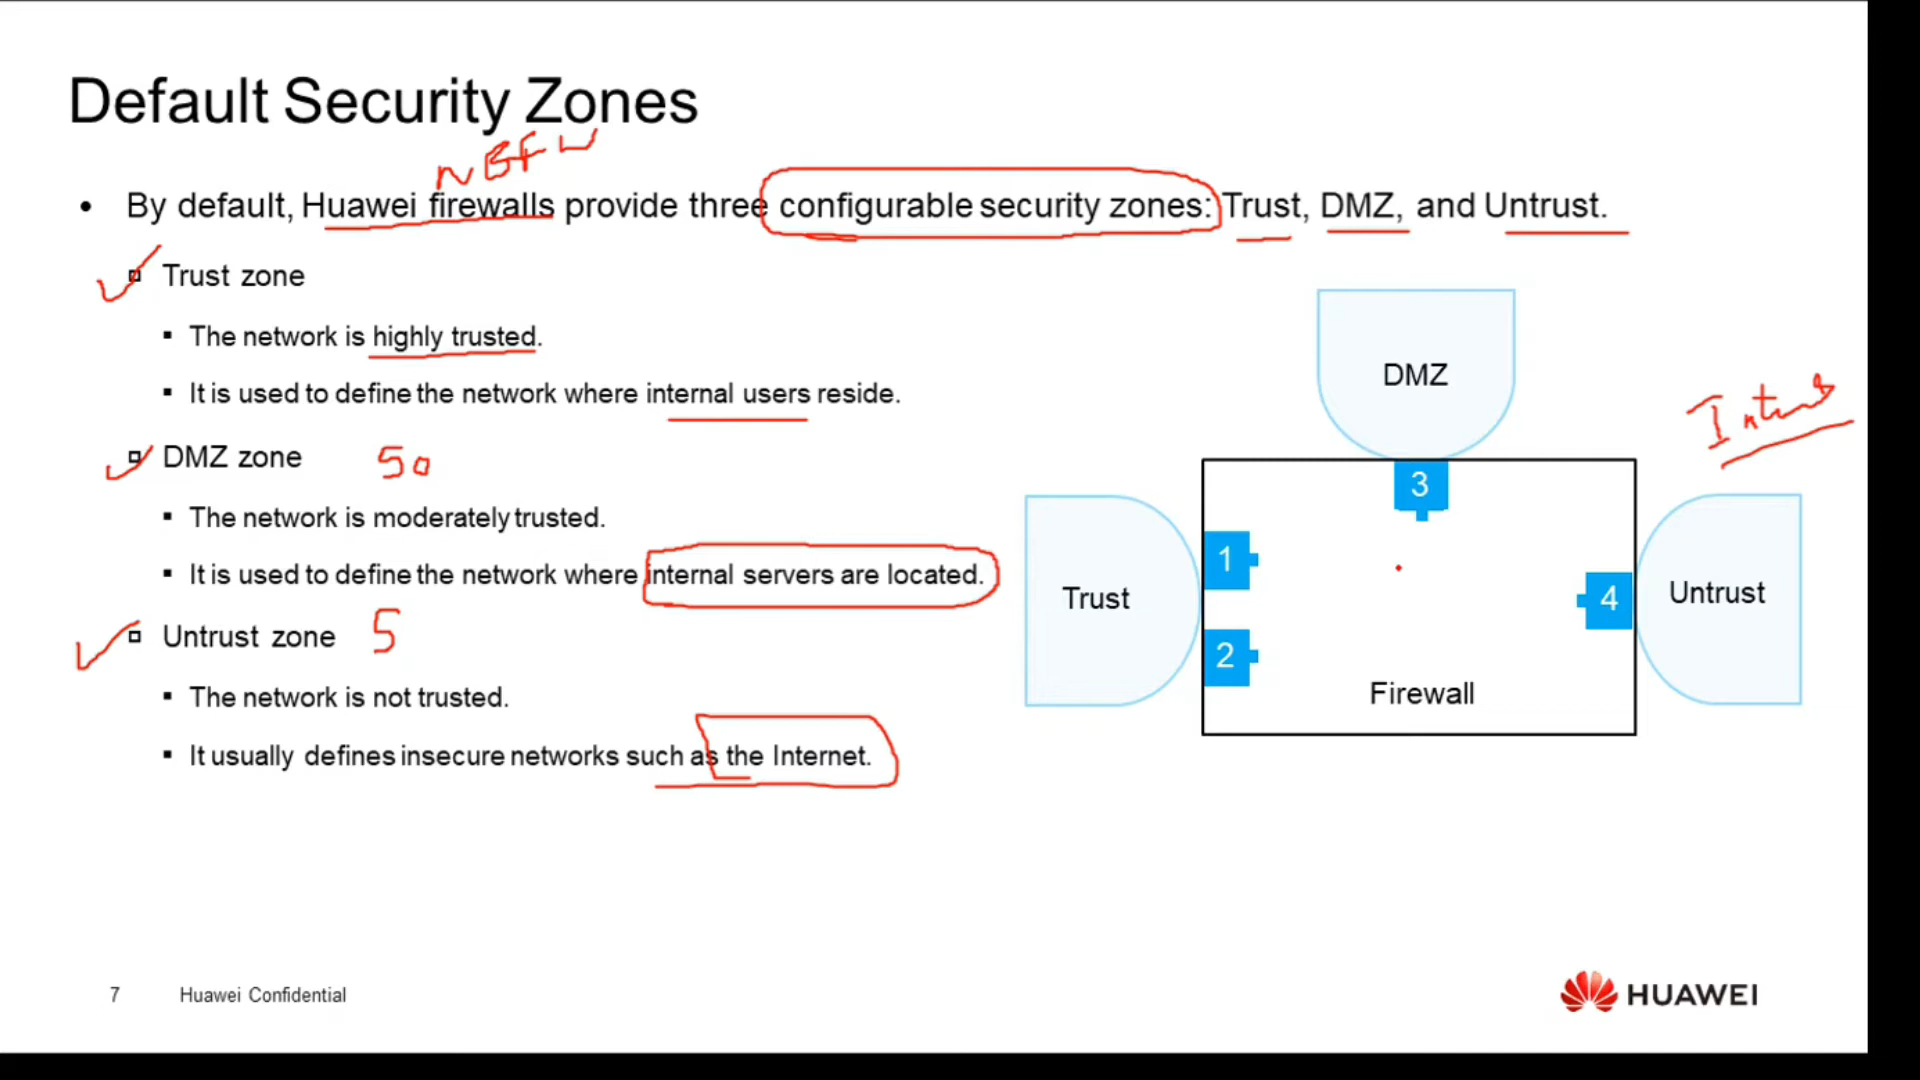 Default Security Zones
NGFW
• By default, Huawei firewalls provide three configurable security zones: Trust, DMZ, and Untrust.
Trust zone
▪ The network is highly trusted.
▪ It is used to define the network where internal users reside.
DMZ zone 50
▪ The network is moderately trusted.
▪ It is used to define the network where internal servers are located.
Untrust zone 5
▪ The network is not trusted.
▪ It usually defines insecure networks such as the Internet.
DMZ
3
1
Trust
2
4
Untrust
Firewall
7 Huawei Confidential
HUAWEI